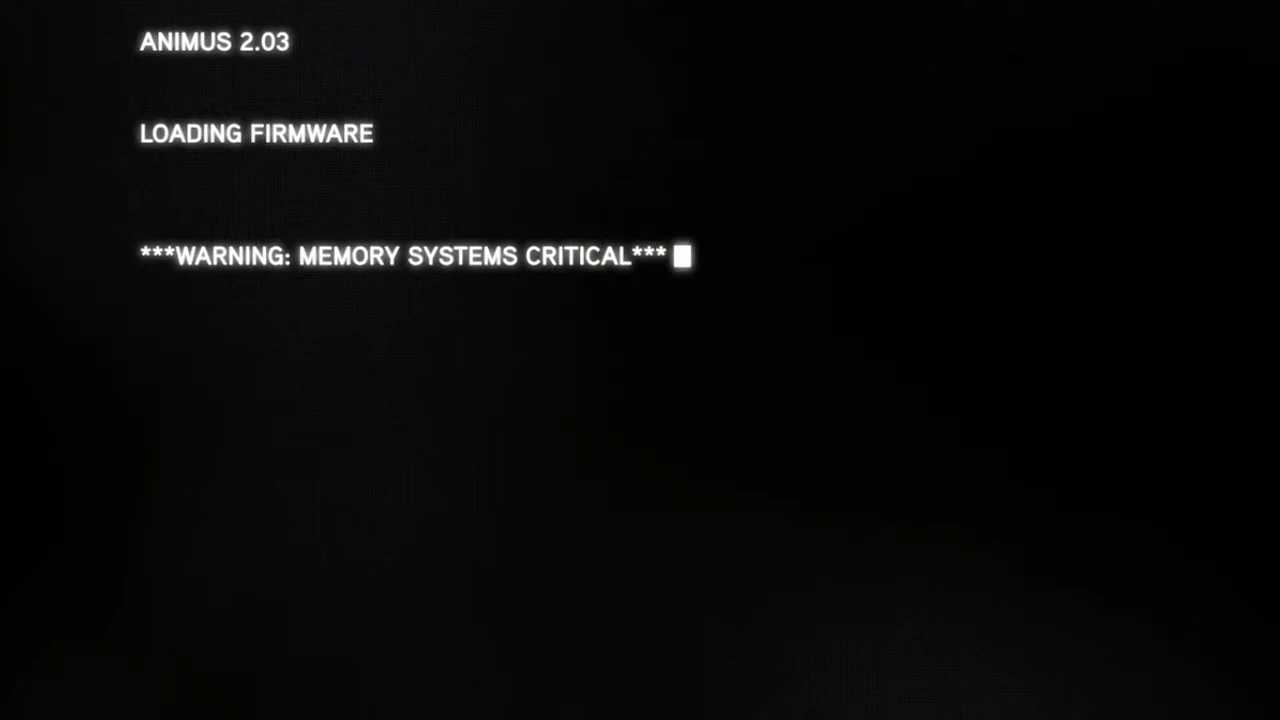 ANIMUS 2.03
LOADING FIRMWARE
***WARNING: MEMORY SYSTEMS CRITICAL***